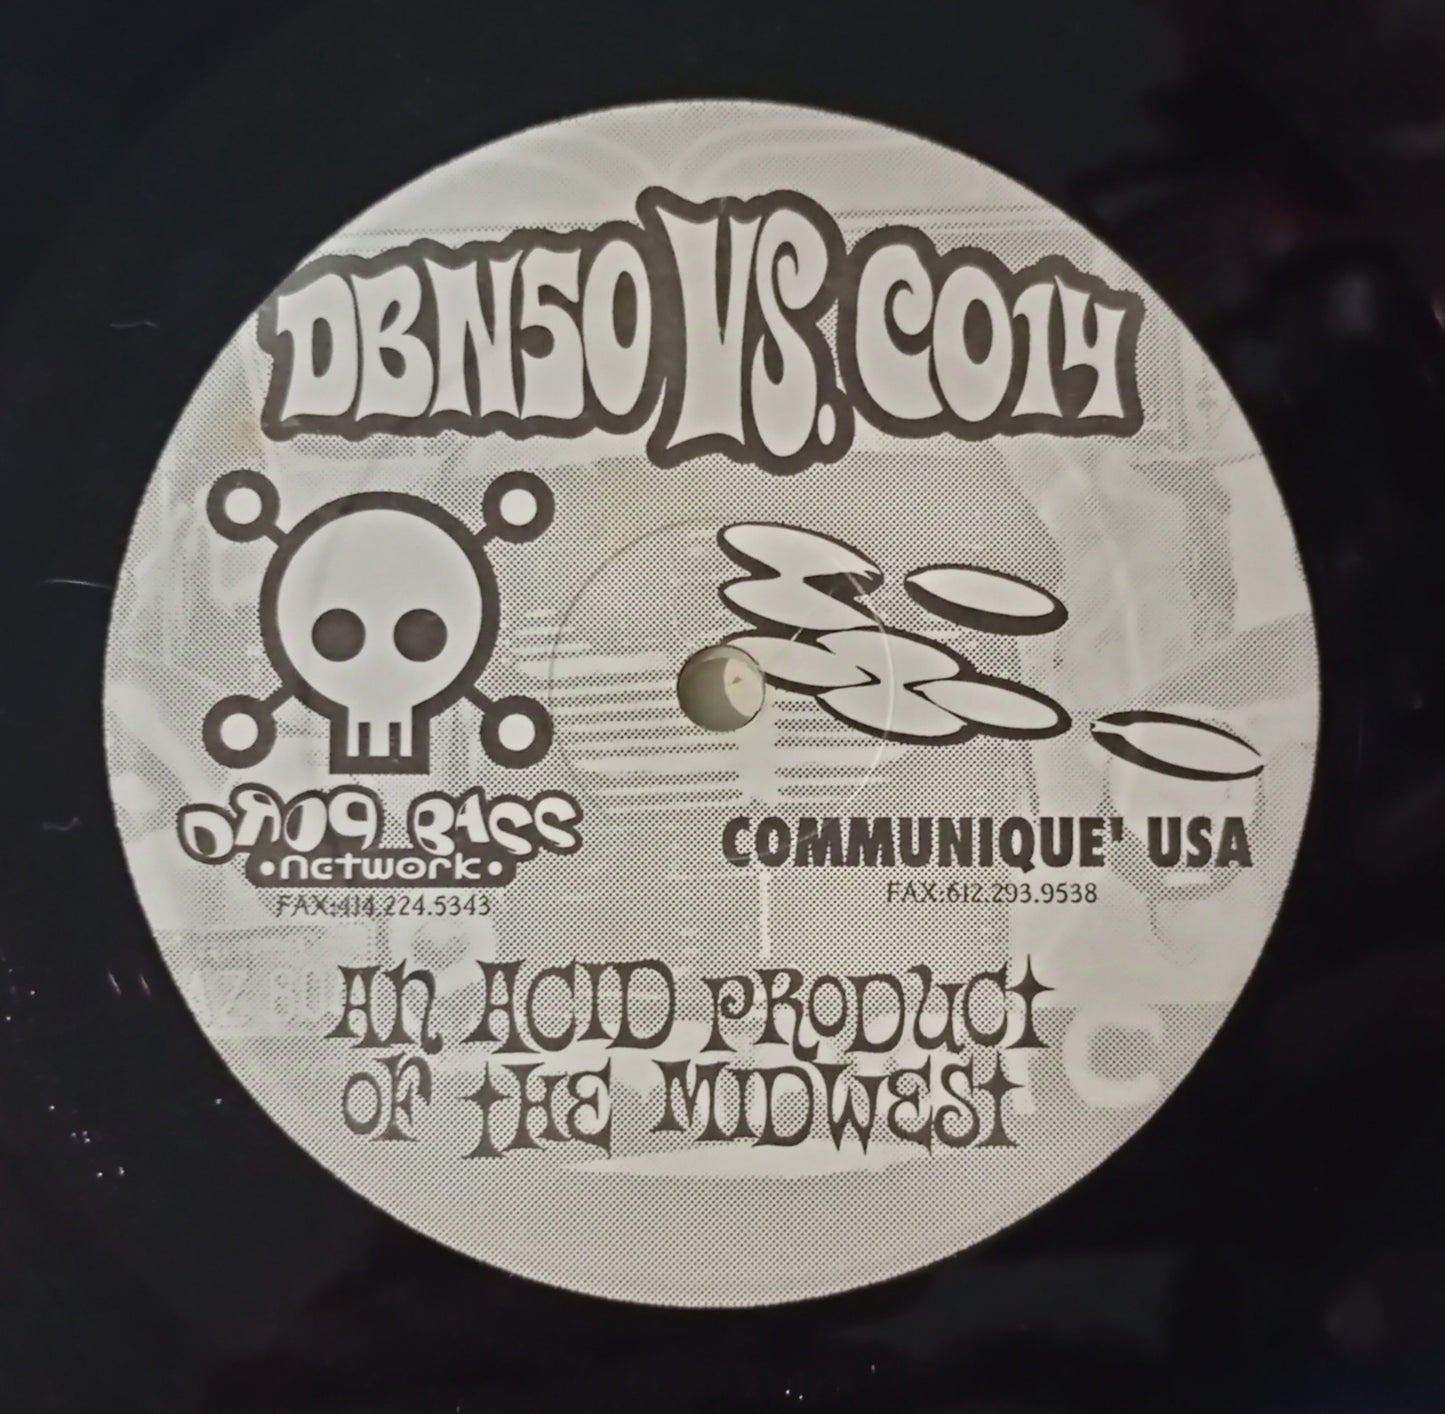 DBN50 VS. CO14
DROP BASS
•network•
FAX:414.224.5343
COMMUNIQUE' USA
FAX:612.293.9538
AN ACID PRODUCT
OF THE MIDWEST